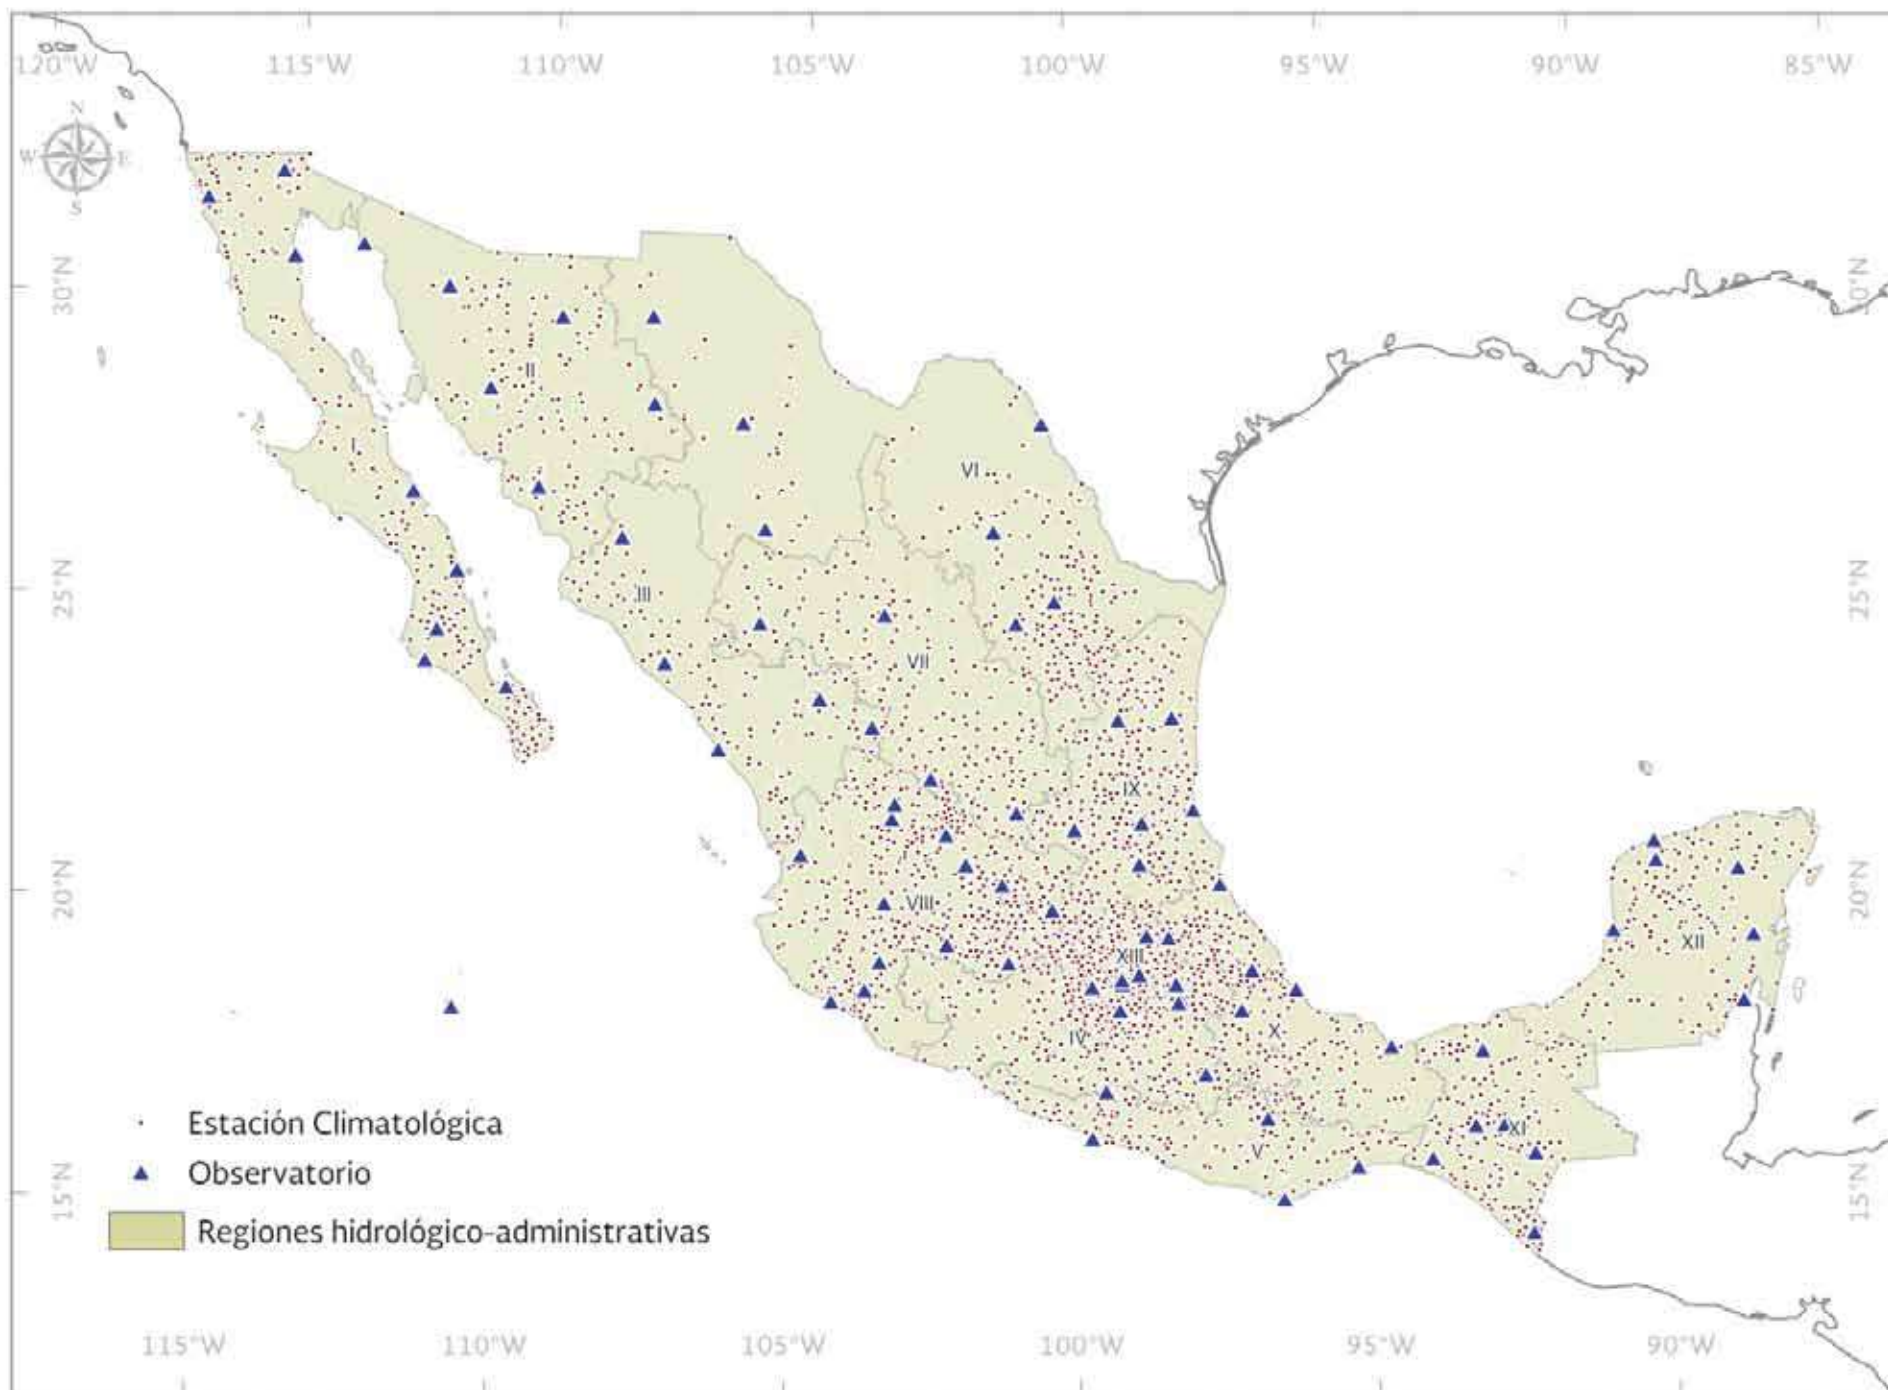 120°W 115°W 110°W 105°W 100°W 95°W 90°W 85°W
N
W E
S
30°N 30°N
II
I
VI
25°N 25°N
III
VII
IX
20°N 20°N
VIII
XII
XIII
IV X
Estación Climatológica
XI
V
Observatorio
15°N 15°N
Regiones hidrológico-administrativas
115°W 110°W 105°W 100°W 95°W 90°W